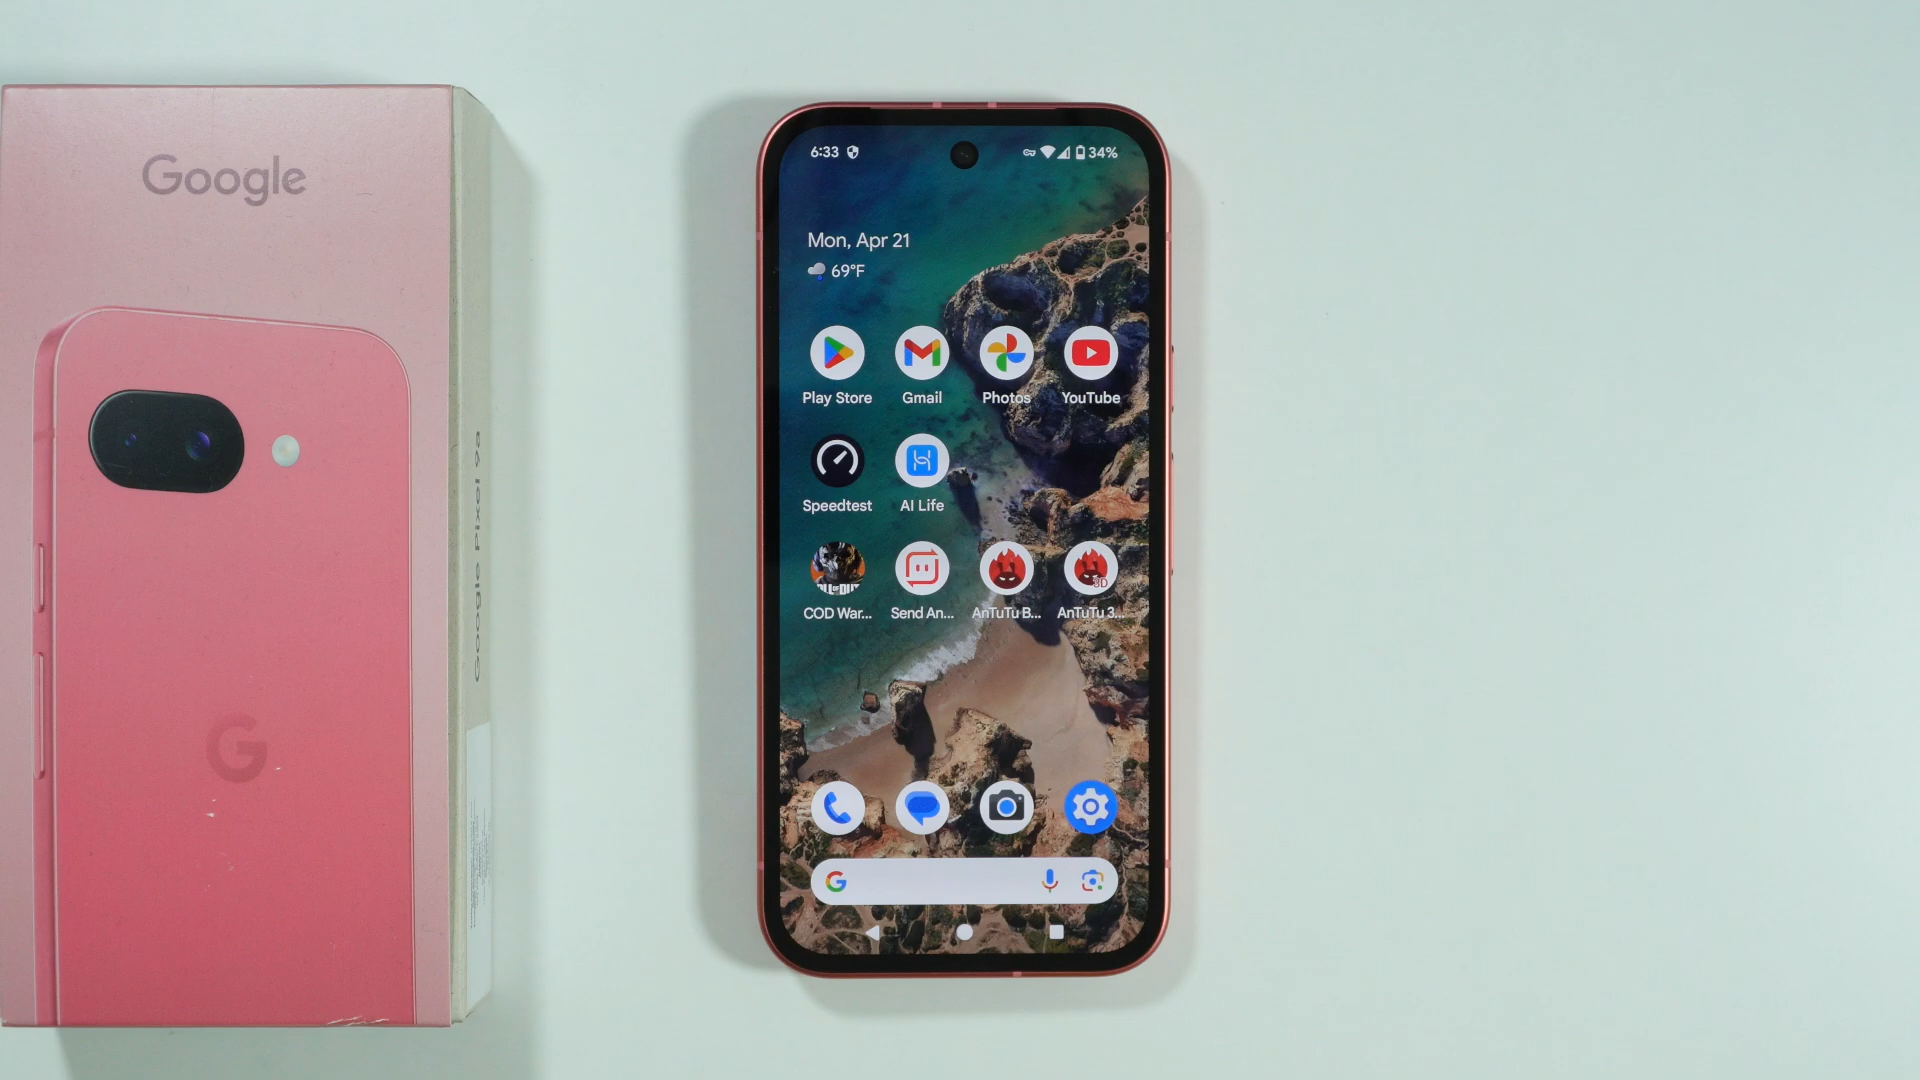 Google
Google Pixel 9a
6:33
34%
Mon, Apr 21
69°F
Play Store
Gmail
Photos
YouTube
Speedtest
AI Life
COD War...
Send An...
AnTuTu B...
AnTuTu 3...